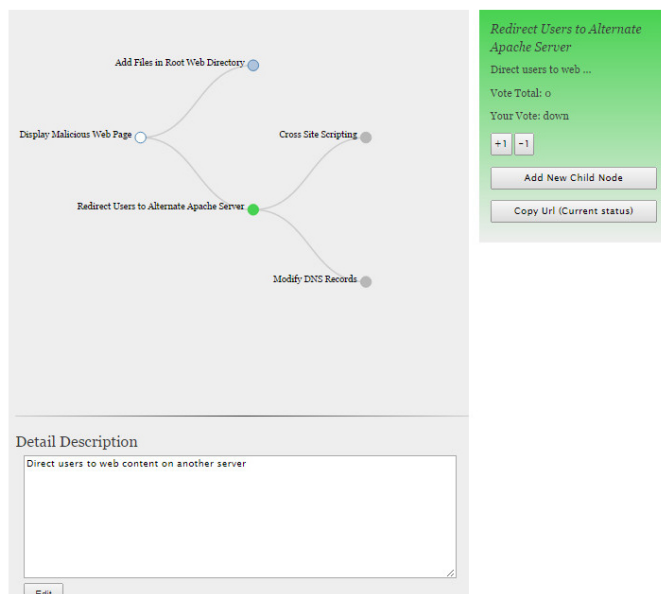 Add Files in Root Web Directory
Display Malicious Web Page
Cross Site Scripting
Redirect Users to Alternate Apache Server
Modify DNS Records
Redirect Users to Alternate
Apache Server
Direct users to web ...
Vote Total: 0
Your Vote: down
+1 -1
Add New Child Node
Copy Url (Current status)
Detail Description
Direct users to web content on another server
Edit